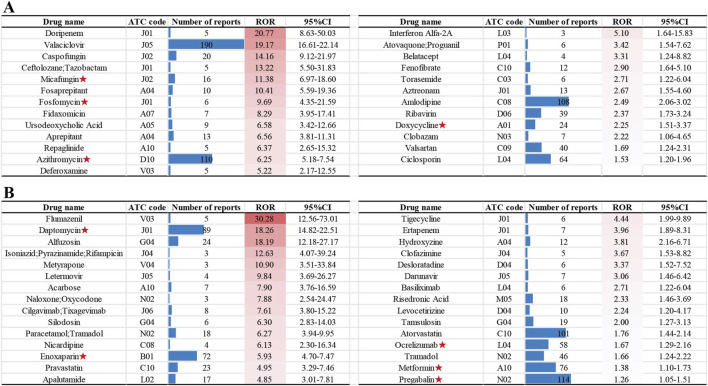 A
Drug name ATC code Number of reports ROR 95%CI
Doripenem J01 5 20.77 8.63-50.03
Valaciclovir J05 190 19.17 16.61-22.14
Caspofungin J02 20 14.16 9.12-21.97
Ceftolozane;Tazobactam J01 5 13.22 5.50-31.83
Micafungin★ J02 16 11.38 6.97-18.60
Fosaprepitant A04 10 10.41 5.59-19.36
Fosfomycin★ J01 6 9.69 4.35-21.59
Fidaxomicin A07 7 8.29 3.95-17.41
Ursodeoxycholic Acid A05 9 6.58 3.42-12.66
Aprepitant A04 13 6.56 3.81-11.31
Repaglinide A10 5 6.37 2.65-15.32
Azithromycin★ D10 110 6.25 5.18-7.54
Deferoxamine V03 5 5.22 2.17-12.55
Drug name ATC code Number of reports ROR 95%CI
Interferon Alfa-2A L03 3 5.10 1.64-15.83
Atovaquone;Proguanil P01 6 3.42 1.54-7.62
Belatacept L04 4 3.31 1.24-8.82
Fenofibrate C10 12 2.90 1.64-5.10
Torasemide C03 6 2.71 1.22-6.04
Aztreonam J01 13 2.67 1.55-4.60
Amlodipine C08 108 2.49 2.06-3.02
Ribavirin D06 39 2.37 1.73-3.24
Doxycycline★ A01 24 2.25 1.51-3.37
Clobazam N03 7 2.22 1.06-4.65
Valsartan C09 40 1.69 1.24-2.31
Ciclosporin L04 64 1.53 1.20-1.96
B
Drug name ATC code Number of reports ROR 95%CI
Flumazenil V03 5 30.28 12.56-73.01
Daptomycin★ J01 89 18.26 14.82-22.51
Alfuzosin G04 24 18.19 12.18-27.17
Isoniazid;Pyrazinamide;Rifampicin J04 3 12.63 4.07-39.24
Metyrapone V04 3 10.90 3.51-33.84
Letermovir J05 4 9.84 3.69-26.27
Acarbose A10 7 7.90 3.76-16.59
Naloxone;Oxycodone N02 3 7.88 2.54-24.47
Cilgavimab;Tixagevimab J06 8 7.61 3.80-15.22
Silodosin G04 6 6.30 2.83-14.03
Paracetamol;Tramadol N02 18 6.27 3.94-9.95
Nicardipine C08 4 6.13 2.30-16.34
Enoxaparin★ B01 72 5.93 4.70-7.47
Pravastatin C10 23 4.95 3.29-7.46
Apalutamide L02 17 4.85 3.01-7.81
Drug name ATC code Number of reports ROR 95%CI
Tigecycline J01 6 4.44 1.99-9.89
Ertapenem J01 7 3.96 1.89-8.31
Hydroxyzine A04 12 3.81 2.16-6.71
Clofazimine J04 4 3.67 1.53-8.82
Desloratadine D04 6 3.37 1.52-7.52
Darunavir J05 7 3.06 1.46-6.42
Basiliximab L04 6 2.71 1.22-6.04
Risedronic Acid M05 18 2.33 1.46-3.69
Levocetirizine D04 10 2.24 1.20-4.17
Tamsulosin G04 19 2.00 1.27-3.13
Atorvastatin C10 101 1.76 1.44-2.14
Ocrelizumab★ L04 58 1.67 1.29-2.16
Tramadol N02 46 1.66 1.24-2.22
Metformin★ A10 76 1.38 1.10-1.73
Pregabalin★ N02 114 1.26 1.05-1.51